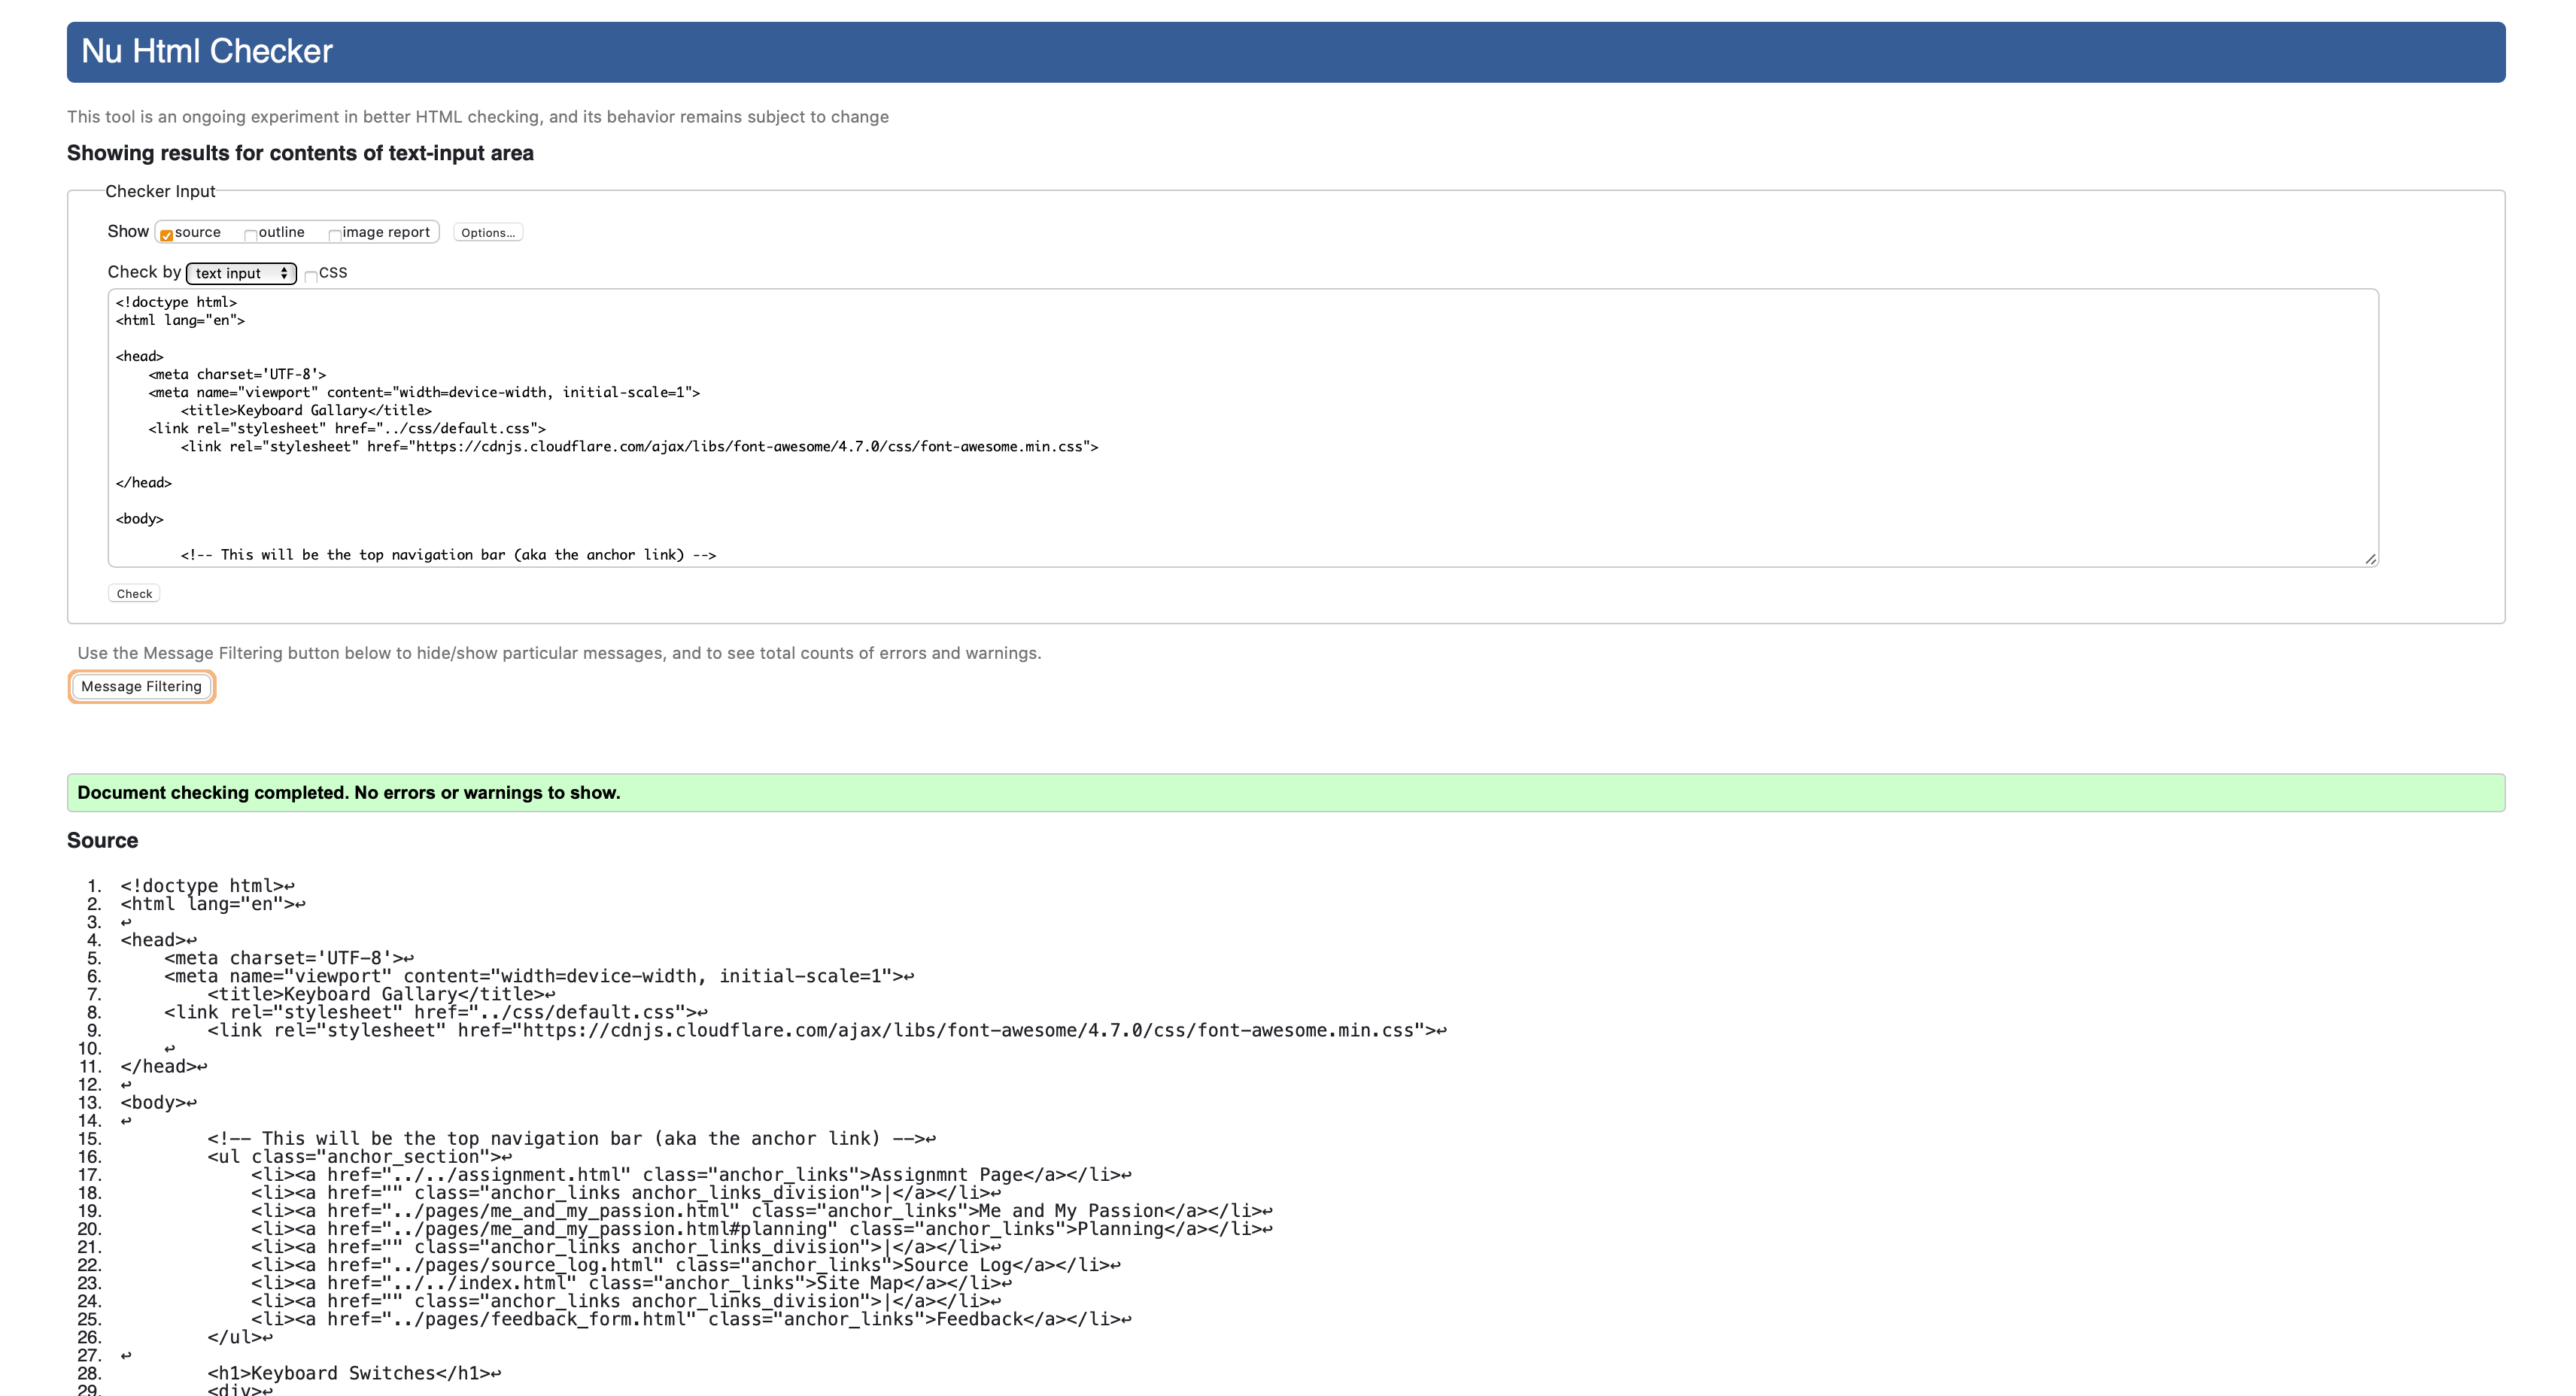 Nu Html Checker
This tool is an ongoing experiment in better HTML checking, and its behavior remains subject to change
Showing results for contents of text-input area
Checker Input
Show source outline image report Options...
Check by text input CSS
<!doctype html>
<html lang="en">
<head>
<meta charset='UTF-8'>
<meta name="viewport" content="width=device-width, initial-scale=1">
<title>Keyboard Gallary</title>
<link rel="stylesheet" href="../css/default.css">
<link rel="stylesheet" href="https://cdnjs.cloudflare.com/ajax/libs/font-awesome/4.7.0/css/font-awesome.min.css">
</head>
<body>
<!-- This will be the top navigation bar (aka the anchor link) -->
Check
Use the Message Filtering button below to hide/show particular messages, and to see total counts of errors and warnings.
Message Filtering
Document checking completed. No errors or warnings to show.
Source
1. <!doctype html>↩
2. <html lang="en">↩
3. ↩
4. <head>↩
5. <meta charset='UTF-8'>↩
6. <meta name="viewport" content="width=device-width, initial-scale=1">↩
7. <title>Keyboard Gallary</title>↩
8. <link rel="stylesheet" href="../css/default.css">↩
9. <link rel="stylesheet" href="https://cdnjs.cloudflare.com/ajax/libs/font-awesome/4.7.0/css/font-awesome.min.css">↩
10. ↩
11. </head>↩
12. ↩
13. <body>↩
14. ↩
15. <!-- This will be the top navigation bar (aka the anchor link) -->↩
16. <ul class="anchor_section">↩
17. <li><a href="../../assignment.html" class="anchor_links">Assignmnt Page</a></li>↩
18. <li><a href="" class="anchor_links anchor_links_division">|</a></li>↩
19. <li><a href="../pages/me_and_my_passion.html" class="anchor_links">Me and My Passion</a></li>↩
20. <li><a href="../pages/me_and_my_passion.html#planning" class="anchor_links">Planning</a></li>↩
21. <li><a href="" class="anchor_links anchor_links_division">|</a></li>↩
22. <li><a href="../pages/source_log.html" class="anchor_links">Source Log</a></li>↩
23. <li><a href="../../index.html" class="anchor_links">Site Map</a></li>↩
24. <li><a href="" class="anchor_links anchor_links_division">|</a></li>↩
25. <li><a href="../pages/feedback_form.html" class="anchor_links">Feedback</a></li>↩
26. </ul>↩
27. ↩
28. <h1>Keyboard Switches</h1>↩
29. <div>↩